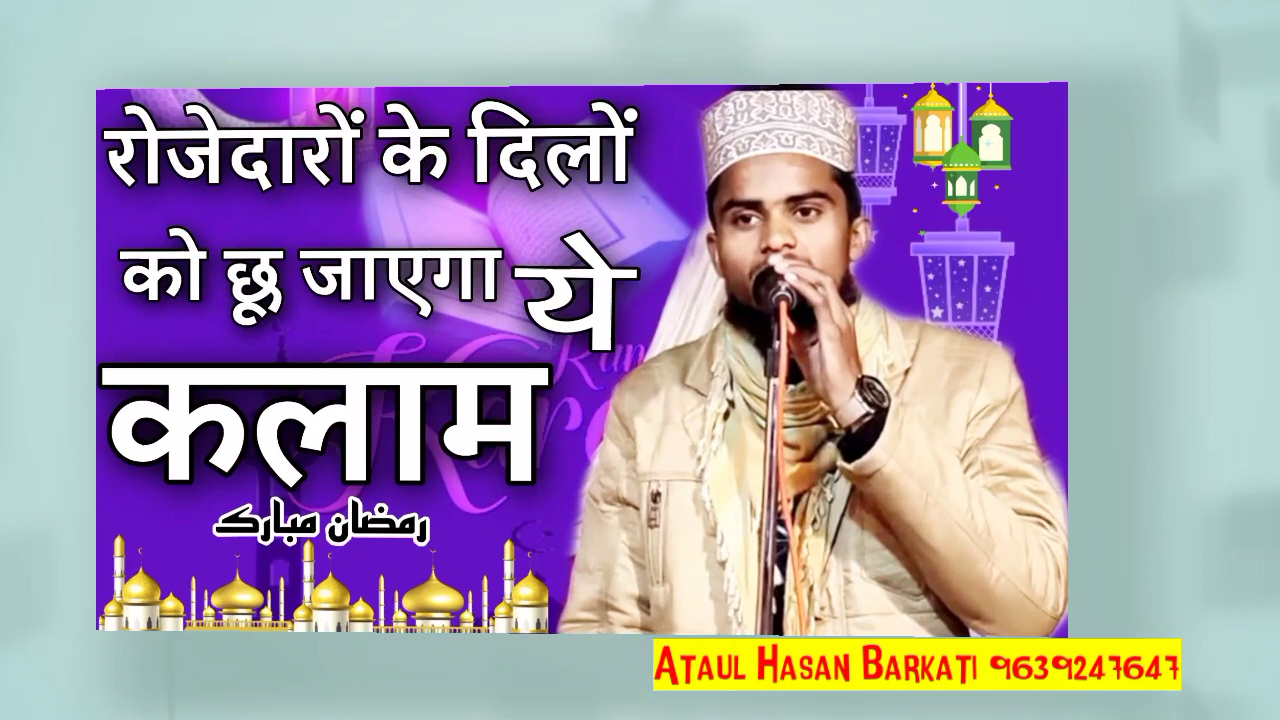 रोजेदारों के दिलों
को छू जाएगा ये
कलाम
رمضان مبارک
ATAUL HASAN BARKATI 9639247647